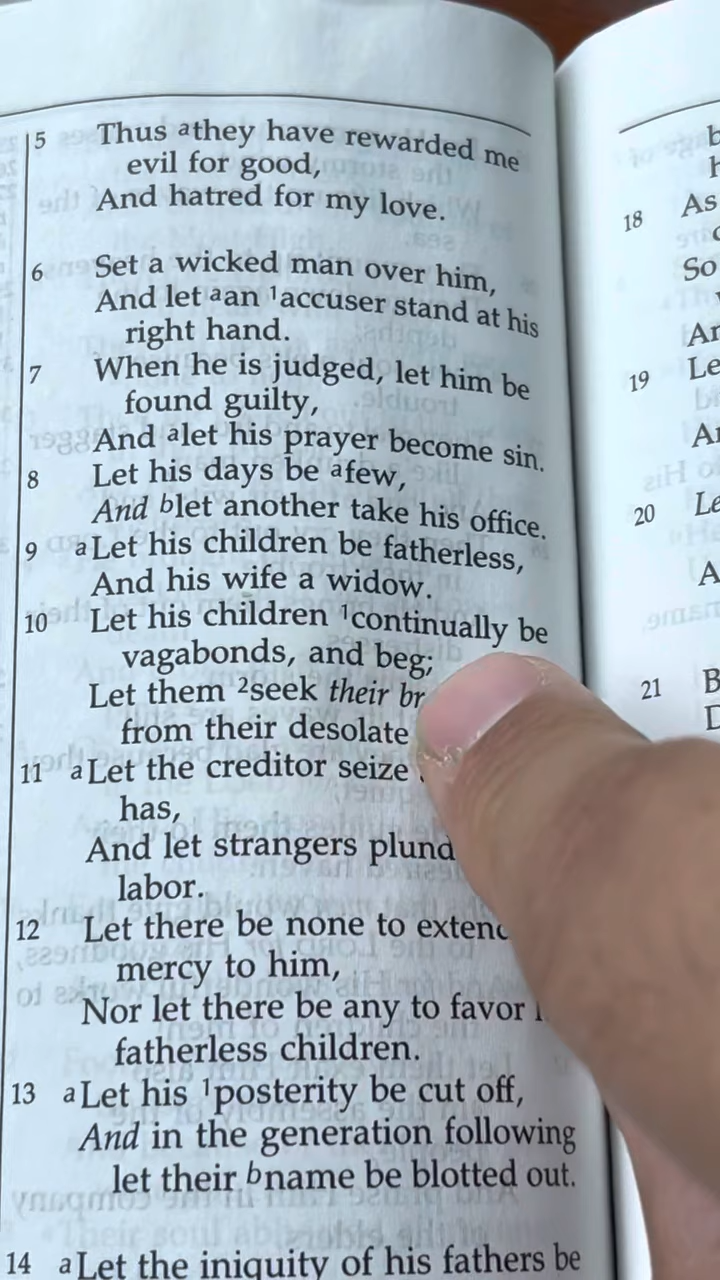 5 Thus athey have rewarded me
evil for good,
And hatred for my love.
6 Set a wicked man over him,
And let aan 1accuser stand at his
right hand.
7 When he is judged, let him be
found guilty,
And alet his prayer become sin.
8 Let his days be afew,
And blet another take his office.
9 aLet his children be fatherless,
And his wife a widow.
10 Let his children 1continually be
vagabonds, and beg;
Let them 2seek their
from their desolate
11 aLet the creditor seize
has,
And let strangers
labor.
12 Let there be none to
mercy to him,
Nor let there be any to favor
fatherless children.
13 aLet his 1posterity be cut off,
And in the generation following
let their bname be blotted out.
14 aLet the iniquity of his fathers be
18 As
So
19
20
21